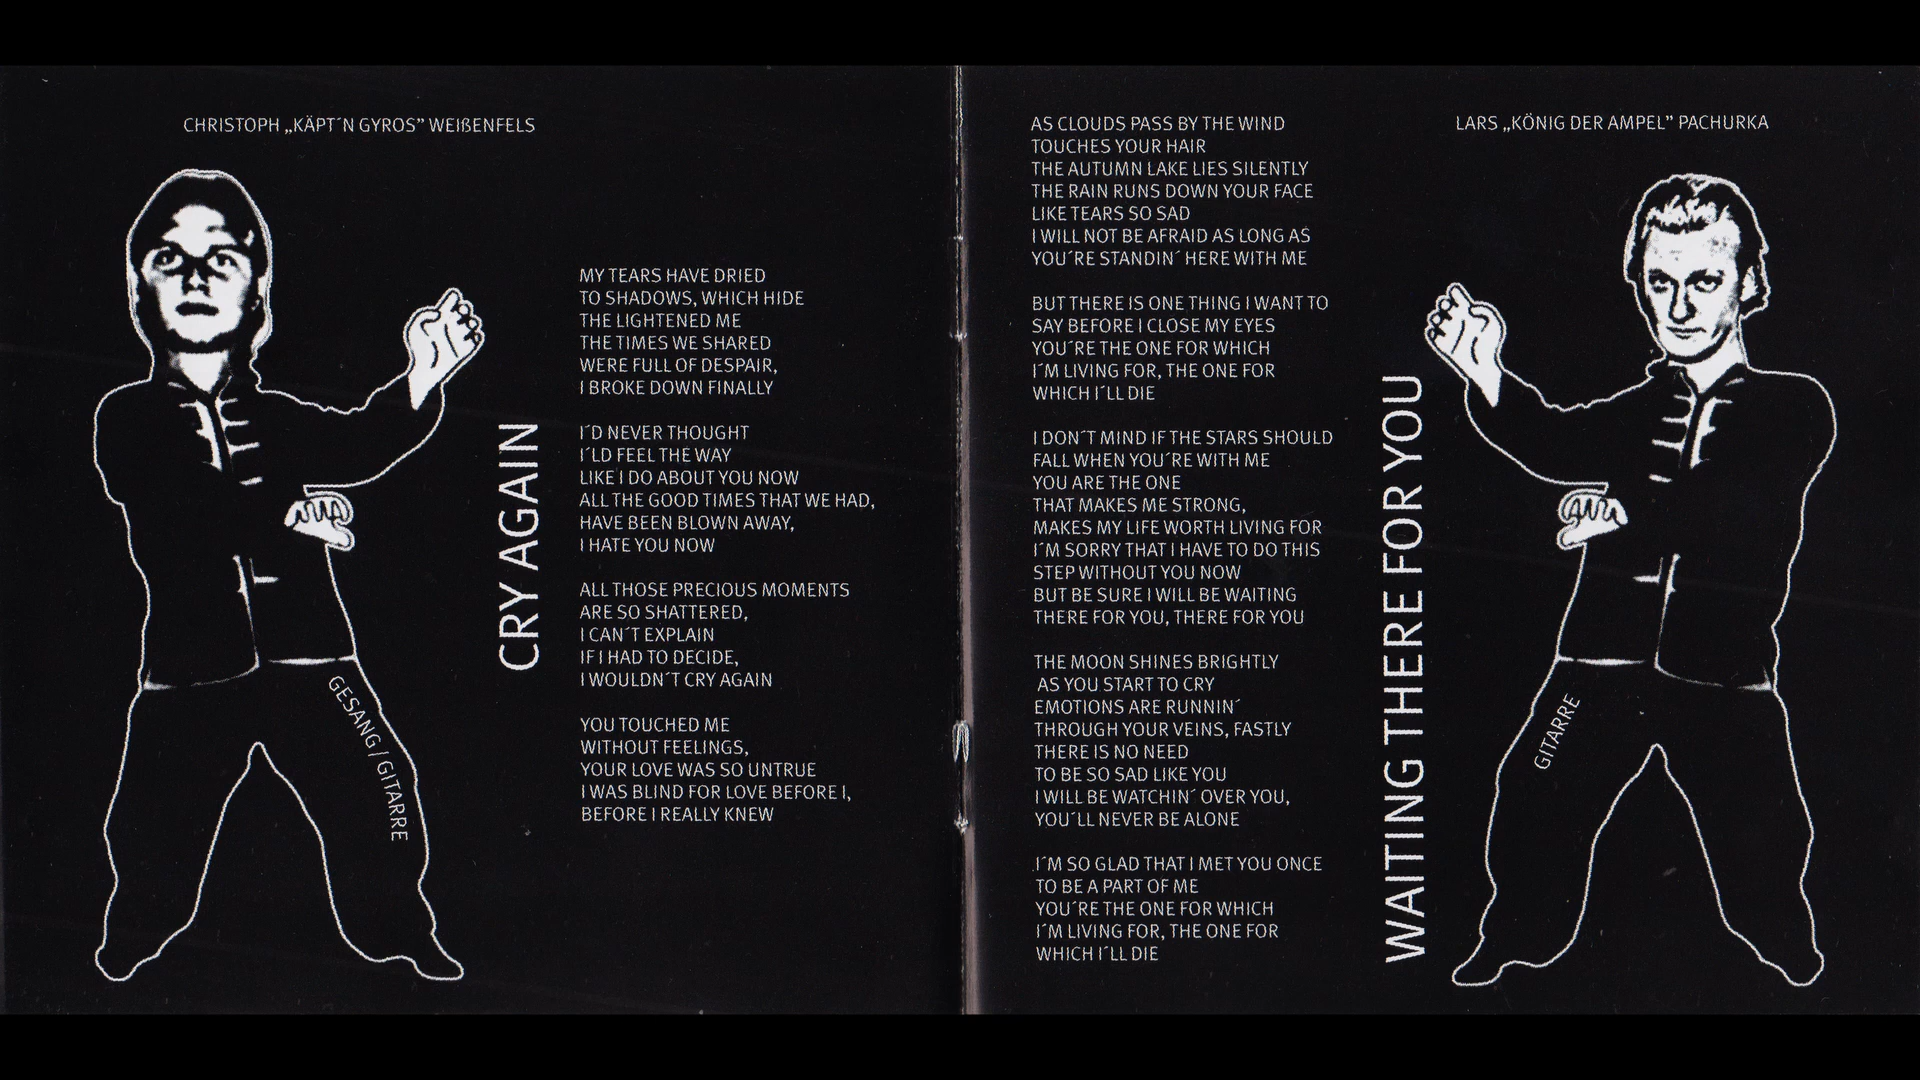 CHRISTOPH „KÄPT´N GYROS” WEIßENFELS
CRY AGAIN
MY TEARS HAVE DRIED
TO SHADOWS, WHICH HIDE
THE LIGHTENED ME
THE TIMES WE SHARED
WERE FULL OF DESPAIR,
I BROKE DOWN FINALLY
I´D NEVER THOUGHT
I´LD FEEL THE WAY
LIKE I DO ABOUT YOU NOW
ALL THE GOOD TIMES THAT WE HAD,
HAVE BEEN BLOWN AWAY,
I HATE YOU NOW
ALL THOSE PRECIOUS MOMENTS
ARE SO SHATTERED,
I CAN´T EXPLAIN
IF I HAD TO DECIDE,
I WOULDN´T CRY AGAIN
YOU TOUCHED ME
WITHOUT FEELINGS,
YOUR LOVE WAS SO UNTRUE
I WAS BLIND FOR LOVE BEFORE I,
BEFORE I REALLY KNEW
GESANG / GITARRE
AS CLOUDS PASS BY THE WIND
TOUCHES YOUR HAIR
THE AUTUMN LAKE LIES SILENTLY
THE RAIN RUNS DOWN YOUR FACE
LIKE TEARS SO SAD
I WILL NOT BE AFRAID AS LONG AS
YOU´RE STANDIN´ HERE WITH ME
BUT THERE IS ONE THING I WANT TO
SAY BEFORE I CLOSE MY EYES
YOU´RE THE ONE FOR WHICH
I´M LIVING FOR, THE ONE FOR
WHICH I´LL DIE
I DON´T MIND IF THE STARS SHOULD
FALL WHEN YOU´RE WITH ME
YOU ARE THE ONE
THAT MAKES ME STRONG,
MAKES MY LIFE WORTH LIVING FOR
I´M SORRY THAT I HAVE TO DO THIS
STEP WITHOUT YOU NOW
BUT BE SURE I WILL BE WAITING
THERE FOR YOU, THERE FOR YOU
THE MOON SHINES BRIGHTLY
AS YOU START TO CRY
EMOTIONS ARE RUNNIN´
THROUGH YOUR VEINS, FASTLY
THERE IS NO NEED
TO BE SO SAD LIKE YOU
I WILL BE WATCHIN´ OVER YOU,
YOU´LL NEVER BE ALONE
I´M SO GLAD THAT I MET YOU ONCE
TO BE A PART OF ME
YOU´RE THE ONE FOR WHICH
I´M LIVING FOR, THE ONE FOR
WHICH I´LL DIE
WAITING THERE FOR YOU
LARS „KÖNIG DER AMPEL” PACHURKA
GITARRE